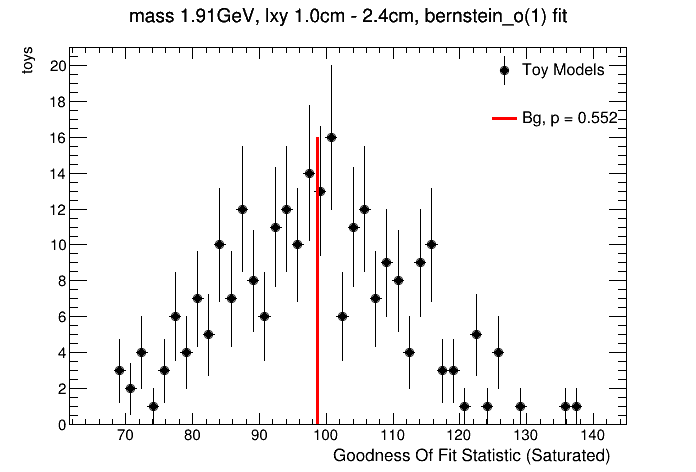 mass 1.91GeV, lxy 1.0cm - 2.4cm, bernstein_o(1) fit
toys
20
18
16
14
12
10
8
6
4
2
0
Toy Models
Bg, p = 0.552
70 80 90 100 110 120 130 140
Goodness Of Fit Statistic (Saturated)